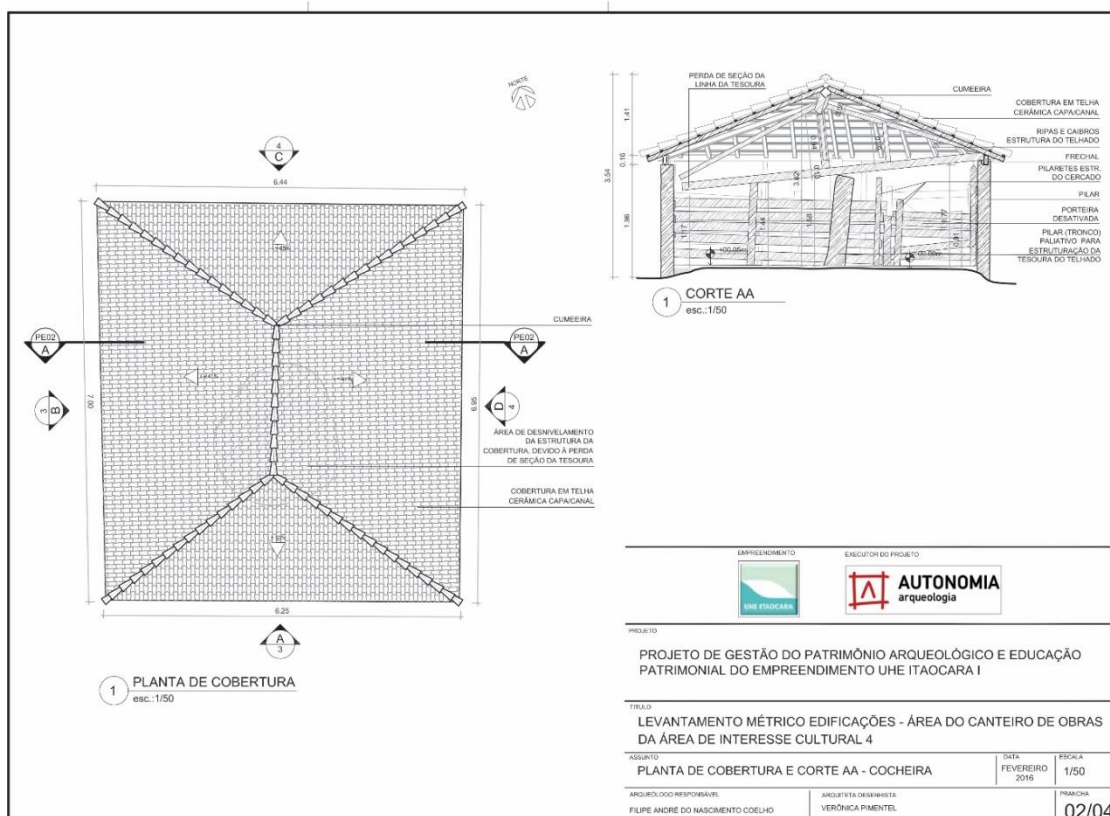 NORTE
4
C
6.44
PE02
A
PE02
A
3
B
D
4
7.00
6.95
CUMEEIRA
ÁREA DE DESNIVELAMENTO
DA ESTRUTURA DA
COBERTURA, DEVIDO À PERDA
DE SEÇÃO DA TESOURA
COBERTURA EM TELHA
CERÂMICA CAPA/CANAL
6.25
A
3
1
PLANTA DE COBERTURA
esc.:1/50
PERDA DE SEÇÃO DA
LINHA DA TESOURA
CUMEEIRA
COBERTURA EM TELHA
CERÂMICA CAPA/CANAL
RIPAS E CAIBROS
ESTRUTURA DO TELHADO
FRECHAL
PILARETES ESTR.
DO CERCADO
PILAR
PORTEIRA
DESATIVADA
PILAR (TRONCO)
PALIATIVO PARA
ESTRUTURAÇÃO DA
TESOURA DO TELHADO
1.41
0.16
3.54
1.96
3.62
1.44
1
CORTE AA
esc.:1/50
EMPREENDIMENTO
EXECUTOR DO PROJETO
UHE ITAOCARA
AUTONOMIA
arqueologia
PROJETO
PROJETO DE GESTÃO DO PATRIMÔNIO ARQUEOLÓGICO E EDUCAÇÃO
PATRIMONIAL DO EMPREENDIMENTO UHE ITAOCARA I
TITULO
LEVANTAMENTO MÉTRICO EDIFICAÇÕES - ÁREA DO CANTEIRO DE OBRAS
DA ÁREA DE INTERESSE CULTURAL 4
ASSUNTO
PLANTA DE COBERTURA E CORTE AA - COCHEIRA
DATA
FEVEREIRO
2016
ESCALA
1/50
ARQUEÓLOGO RESPONSÁVEL
FILIPE ANDRÉ DO NASCIMENTO COELHO
ARQUITETA DESENHISTA
VERÔNICA PIMENTEL
PRANCHA
02/04